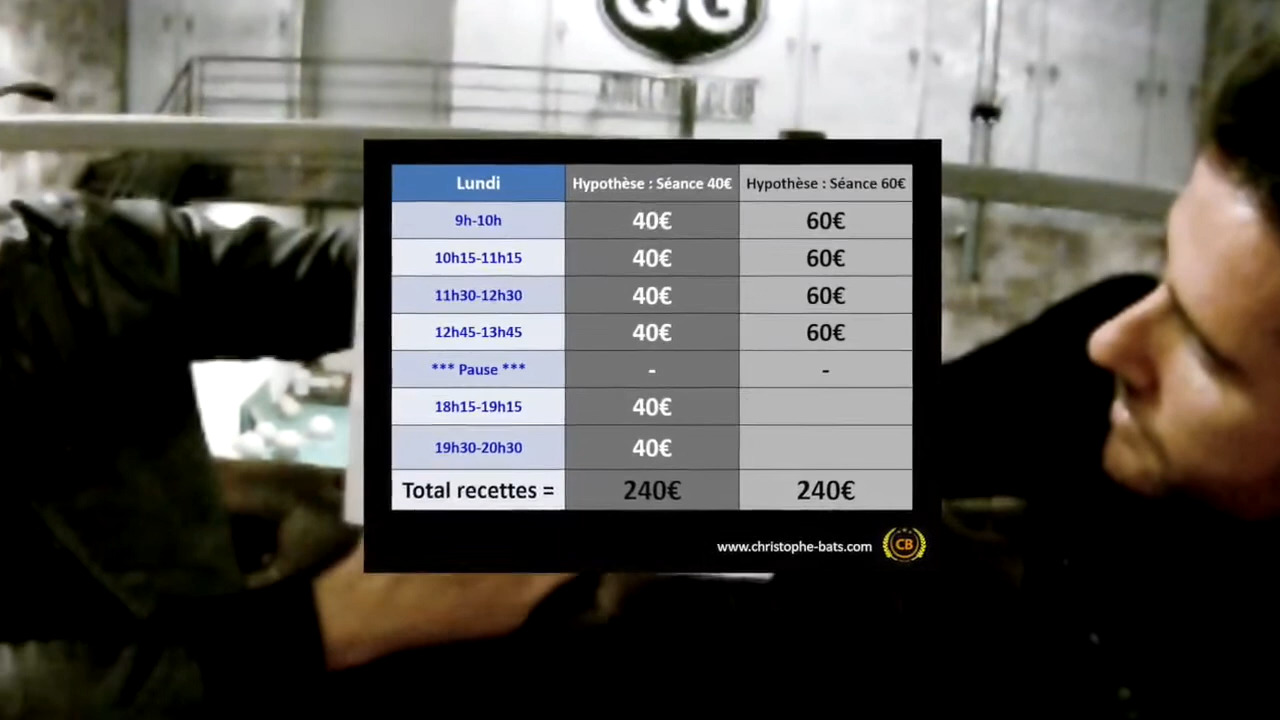 QG
Lundi Hypothèse : Séance 40€ Hypothèse : Séance 60€
9h-10h 40€ 60€
10h15-11h15 40€ 60€
11h30-12h30 40€ 60€
12h45-13h45 40€ 60€
*** Pause *** - -
18h15-19h15 40€
19h30-20h30 40€
Total recettes = 240€ 240€
www.christophe-bats.com CB